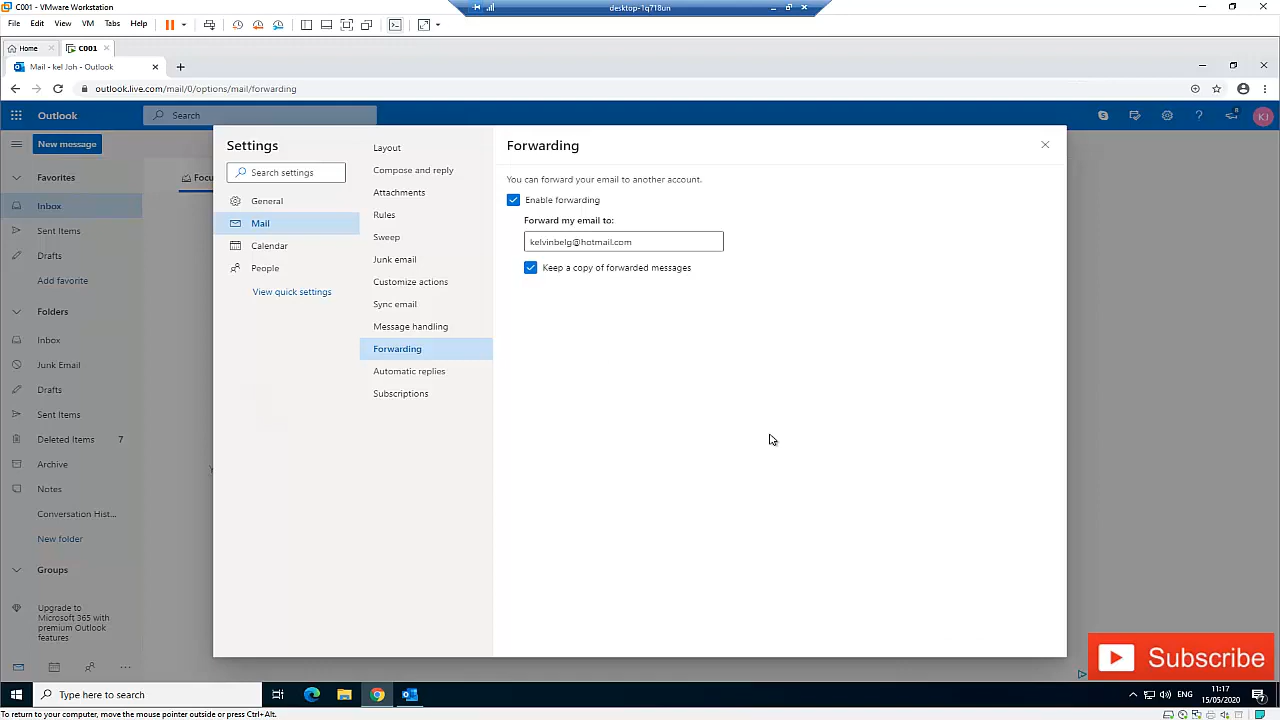 C001 - VMware Workstation
desktop-1q718un
File Edit View VM Tabs Help
Home C001
Mail - kel Joh - Outlook
outlook.live.com/mail/0/options/mail/forwarding
Outlook Search KJ
New message
Favorites
Inbox
Sent Items
Drafts
Add favorite
Folders
Inbox
Junk Email
Drafts
Sent Items
Deleted Items 7
Archive
Notes
Conversation Hist...
New folder
Groups
Upgrade to
Microsoft 365 with
premium Outlook
features
Focu
Settings
Search settings
General
Mail
Calendar
People
View quick settings
Layout
Compose and reply
Attachments
Rules
Sweep
Junk email
Customize actions
Sync email
Message handling
Forwarding
Automatic replies
Subscriptions
Forwarding
You can forward your email to another account.
Enable forwarding
Forward my email to:
kelvinbelg@hotmail.com
Keep a copy of forwarded messages
Subscribe
Type here to search
ENG
11:17
15/05/2020
To return to your computer, move the mouse pointer outside or press Ctrl+Alt.